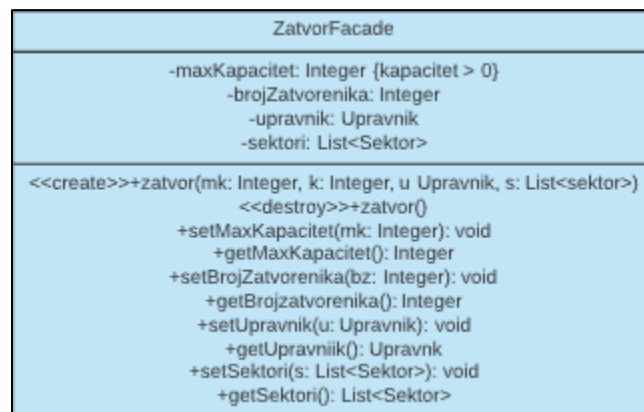 ZatvorFacade
-maxKapacitet: Integer {kapacitet > 0}
-brojZatvorenika: Integer
-upravnik: Upravnik
-sektori: List<Sektor>
<<create>>+zatvor(mk: Integer, k: Integer, u Upravnik, s: List<sektor>)
<<destroy>>+zatvor()
+setMaxKapacitet(mk: Integer): void
+getMaxKapacitet(): Integer
+setBrojZatvorenika(bz: Integer): void
+getBrojzatvorenika(): Integer
+setUpravnik(u: Upravnik): void
+getUpravniik(): Upravnk
+setSektori(s: List<Sektor>): void
+getSektori(): List<Sektor>